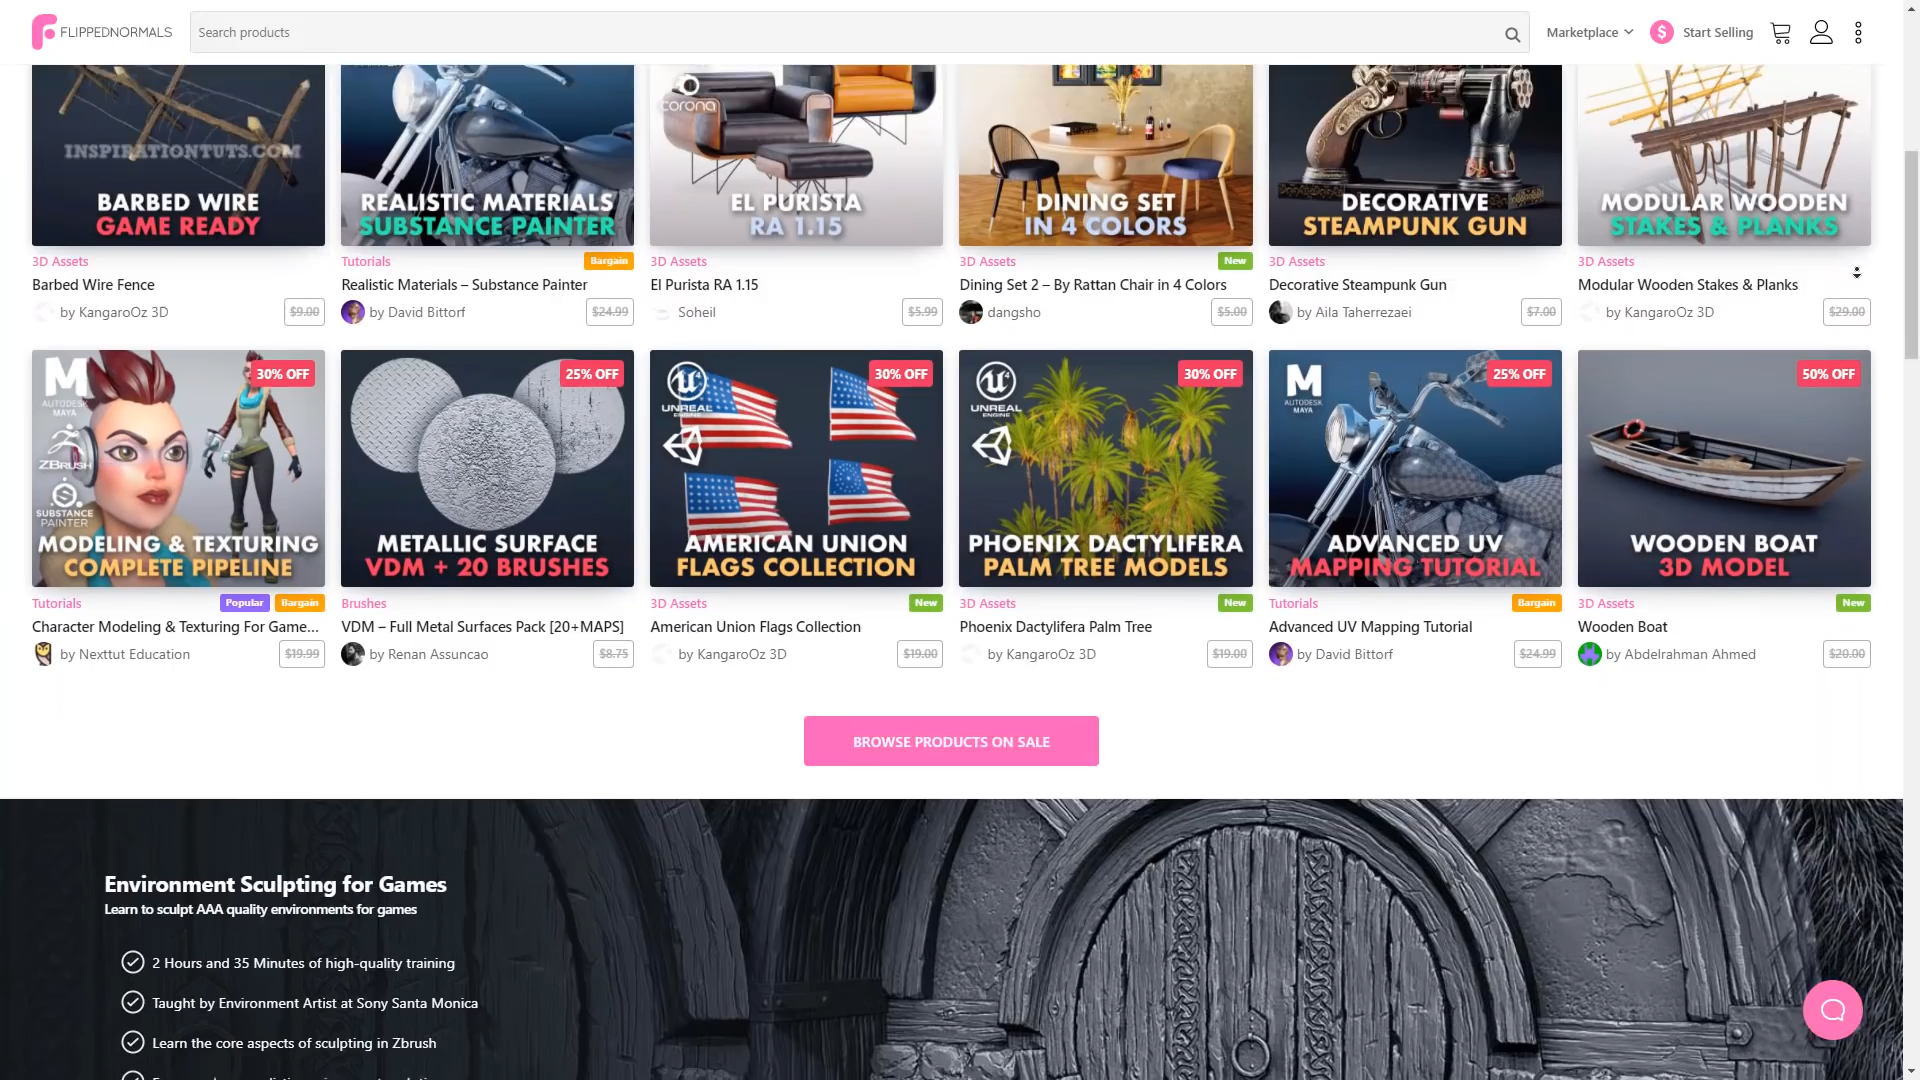 FLIPPEDNORMALS
Search products
Marketplace
$
Start Selling
INSPIRATIONTUTS.COM
BARBED WIRE
GAME READY
3D Assets
Barbed Wire Fence
by KangaroOz 3D
$9.00
REALISTIC MATERIALS
SUBSTANCE PAINTER
Tutorials
Bargain
Realistic Materials – Substance Painter
by David Bittorf
$24.99
corona
EL PURISTA
RA 1.15
3D Assets
El Purista RA 1.15
Soheil
$5.99
DINING SET
IN 4 COLORS
3D Assets
New
Dining Set 2 – By Rattan Chair in 4 Colors
dangsho
$5.00
DECORATIVE
STEAMPUNK GUN
3D Assets
Decorative Steampunk Gun
by Aila Taherrezaei
$7.00
MODULAR WOODEN
STAKES & PLANKS
3D Assets
Modular Wooden Stakes & Planks
by KangaroOz 3D
$29.00
30% OFF
M
AUTODESK
MAYA
ZBRUSH
SUBSTANCE
PAINTER
MODELING & TEXTURING
COMPLETE PIPELINE
Tutorials
Popular
Bargain
Character Modeling & Texturing For Game...
by Nexttut Education
$19.99
25% OFF
METALLIC SURFACE
VDM + 20 BRUSHES
Brushes
VDM – Full Metal Surfaces Pack [20+MAPS]
by Renan Assuncao
$8.75
30% OFF
4
UNREAL
ENGINE
AMERICAN UNION
FLAGS COLLECTION
3D Assets
New
American Union Flags Collection
by KangaroOz 3D
$19.00
30% OFF
4
UNREAL
ENGINE
PHOENIX DACTYLIFERA
PALM TREE MODELS
3D Assets
New
Phoenix Dactylifera Palm Tree
by KangaroOz 3D
$19.00
25% OFF
M
AUTODESK
MAYA
ADVANCED UV
MAPPING TUTORIAL
Tutorials
Bargain
Advanced UV Mapping Tutorial
by David Bittorf
$24.99
50% OFF
WOODEN BOAT
3D MODEL
3D Assets
New
Wooden Boat
by Abdelrahman Ahmed
$20.00
BROWSE PRODUCTS ON SALE
Environment Sculpting for Games
Learn to sculpt AAA quality environments for games
2 Hours and 35 Minutes of high-quality training
Taught by Environment Artist at Sony Santa Monica
Learn the core aspects of sculpting in Zbrush